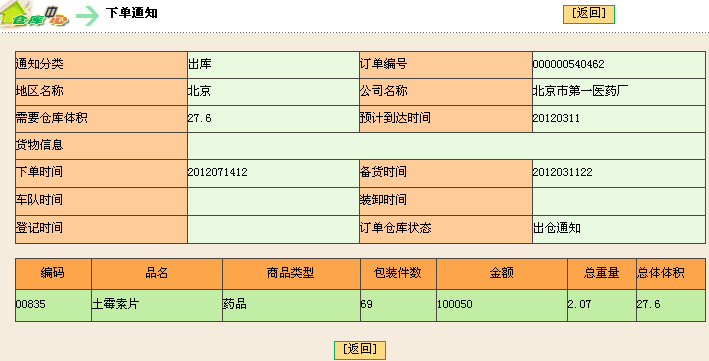 仓库中心 下单通知 [返回]
通知分类 出库 订单编号 000000540462
地区名称 北京 公司名称 北京市第一医药厂
需要仓库体积 27.6 预计到达时间 20120311
货物信息
下单时间 2012071412 备货时间 2012031122
车队时间 装卸时间
登记时间 订单仓库状态 出仓通知
编码 品名 商品类型 包装件数 金额 总重量 总体体积
00835 土霉素片 药品 69 100050 2.07 27.6
[返回]